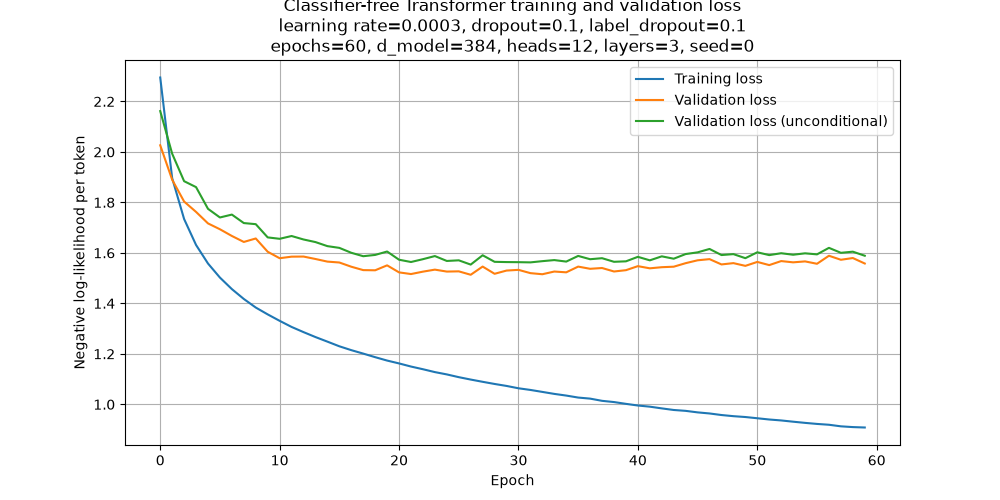 Classifier-free Transformer training and validation loss
learning rate=0.0003, dropout=0.1, label_dropout=0.1
epochs=60, d_model=384, heads=12, layers=3, seed=0
Training loss
Validation loss
Validation loss (unconditional)
Negative log-likelihood per token
2.2
2.0
1.8
1.6
1.4
1.2
1.0
0 10 20 30 40 50 60
Epoch